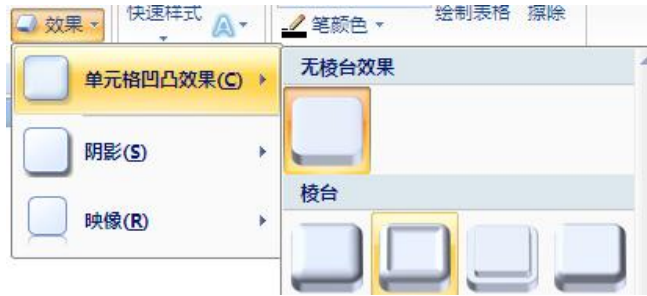 效果
快速样式
笔颜色
绘制表格 擦除
单元格凹凸效果(C)
阴影(S)
映像(R)
无棱台效果
棱台